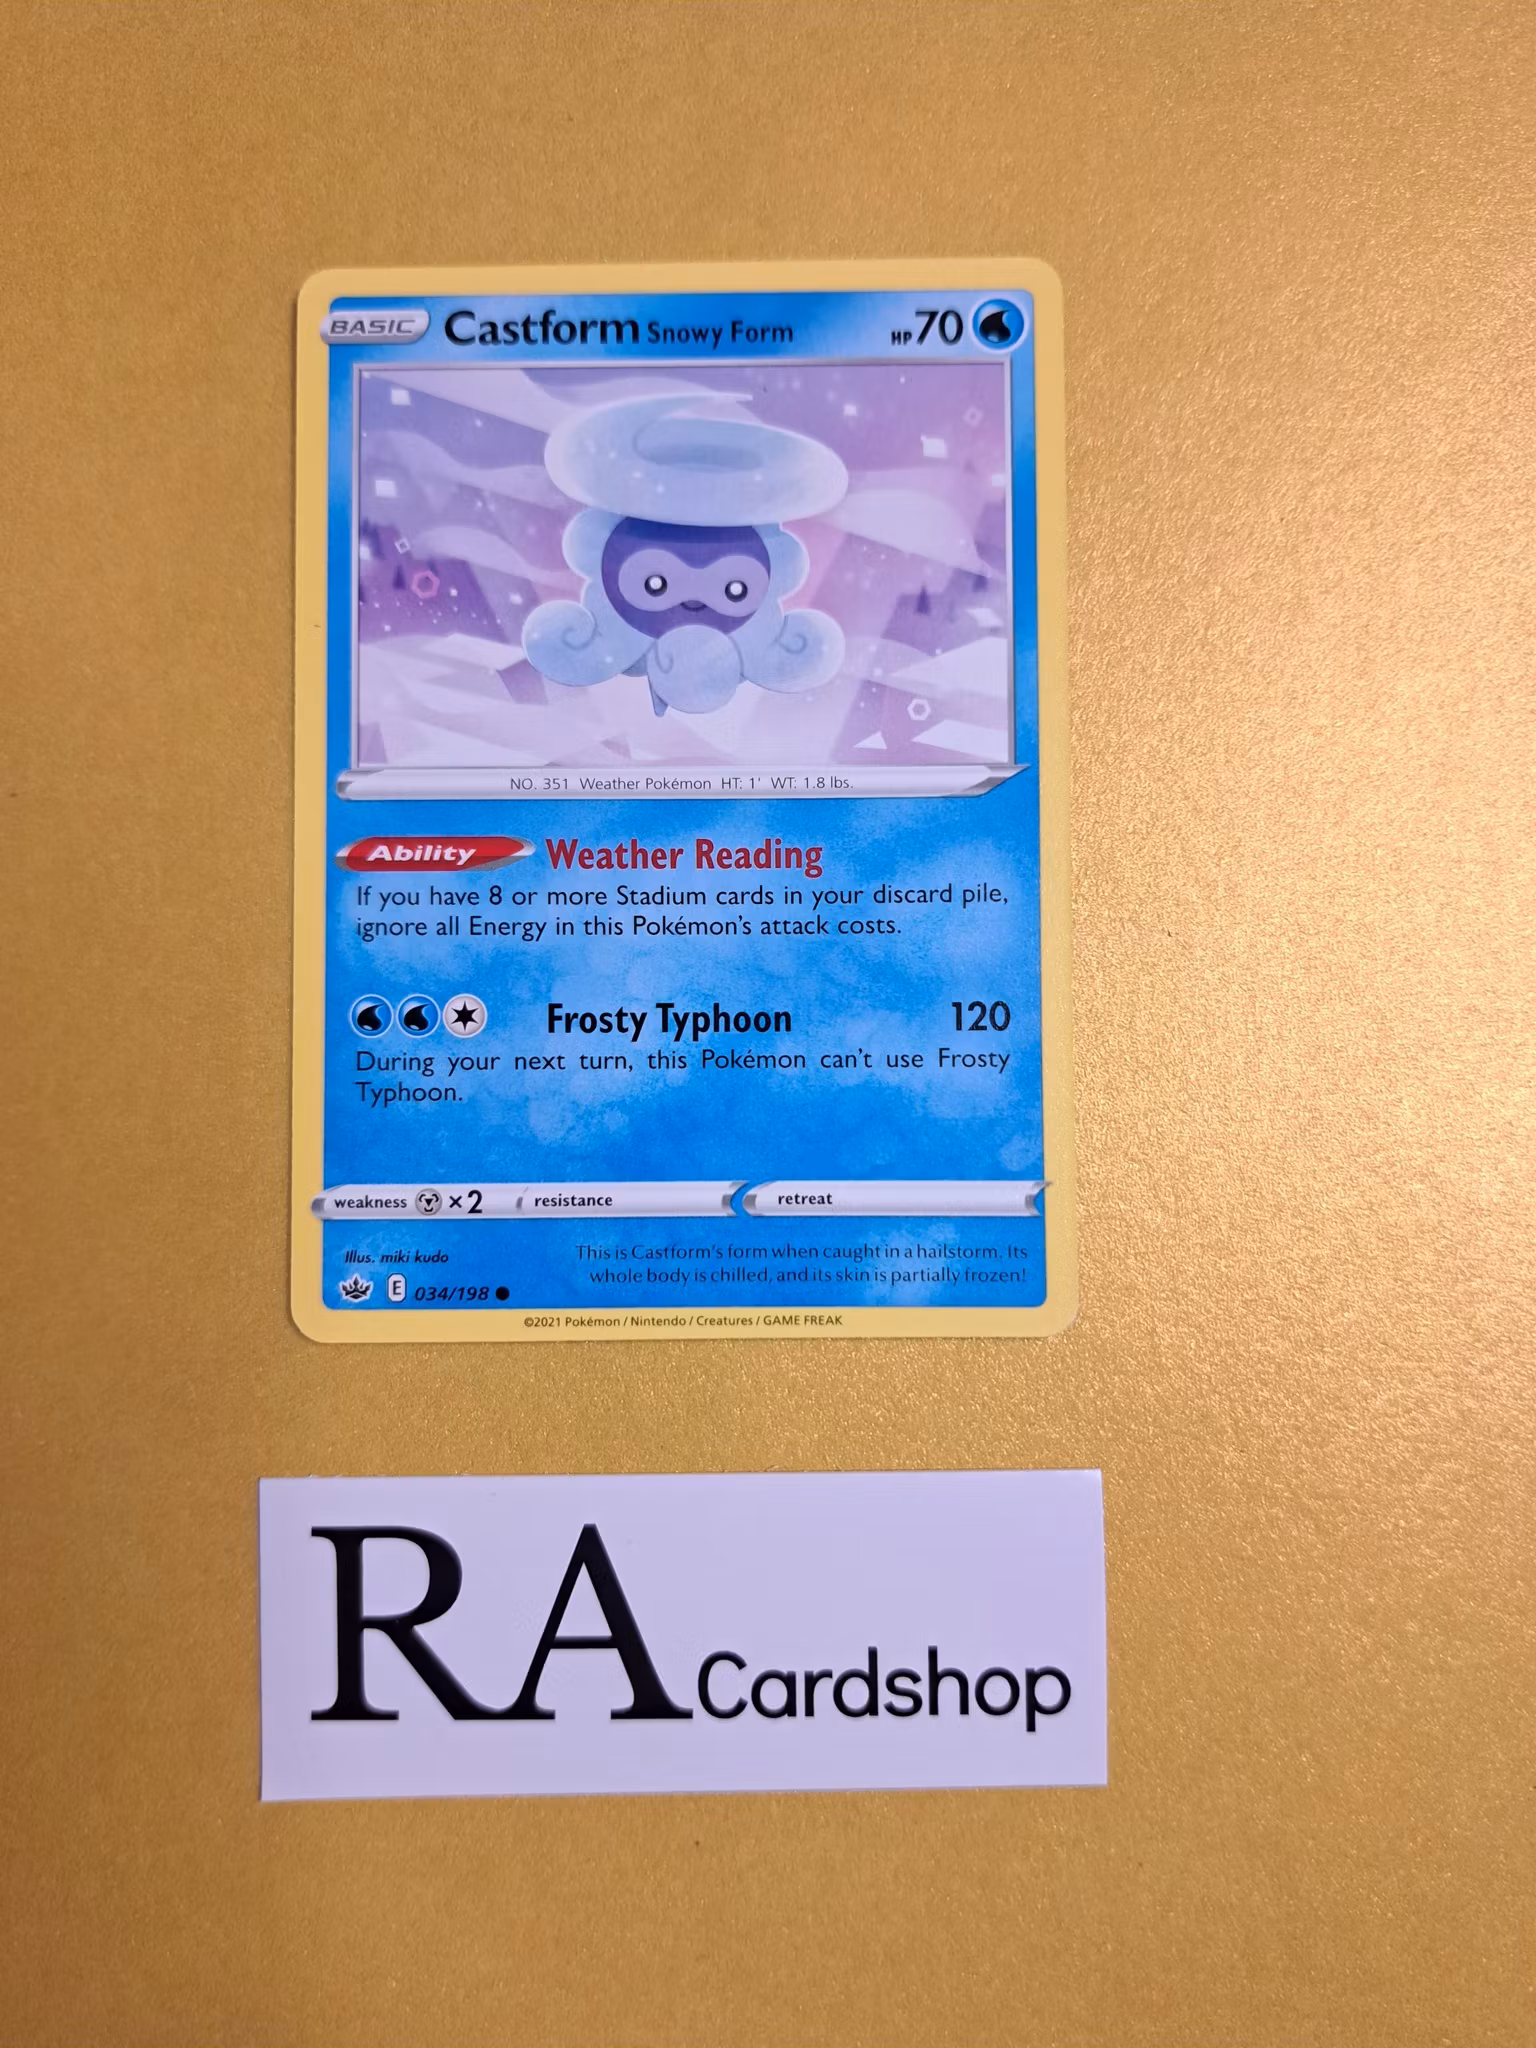 BASIC Castform Snowy Form HP 70
NO. 351 Weather Pokémon HT: 1' WT: 1.8 lbs.
Ability Weather Reading
If you have 8 or more Stadium cards in your discard pile,
ignore all Energy in this Pokémon's attack costs.
Frosty Typhoon 120
During your next turn, this Pokémon can't use Frosty
Typhoon.
weakness ×2 resistance retreat
Illus. miki kudo
This is Castform's form when caught in a hailstorm. Its
whole body is chilled, and its skin is partially frozen!
E 034/198
©2021 Pokémon / Nintendo / Creatures / GAME FREAK
RA Cardshop